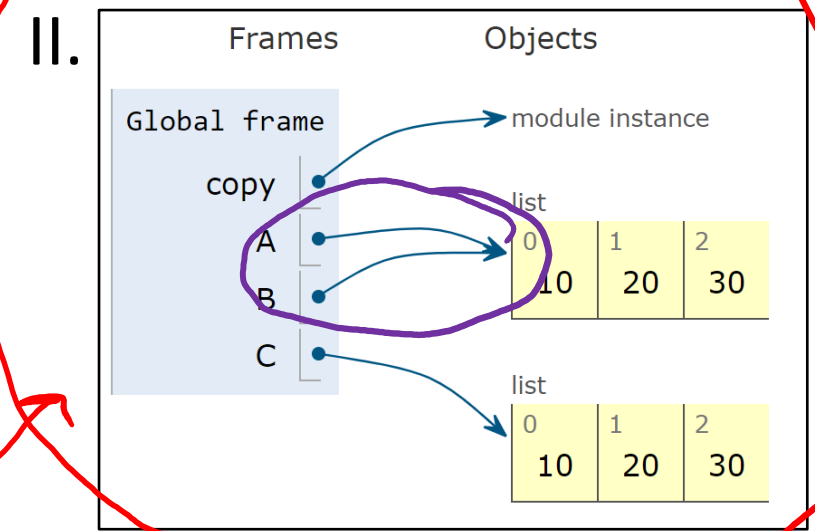 II.
Frames Objects
Global frame
copy module instance
list
A 0 1 2
B 10 20 30
C
list
0 1 2
10 20 30